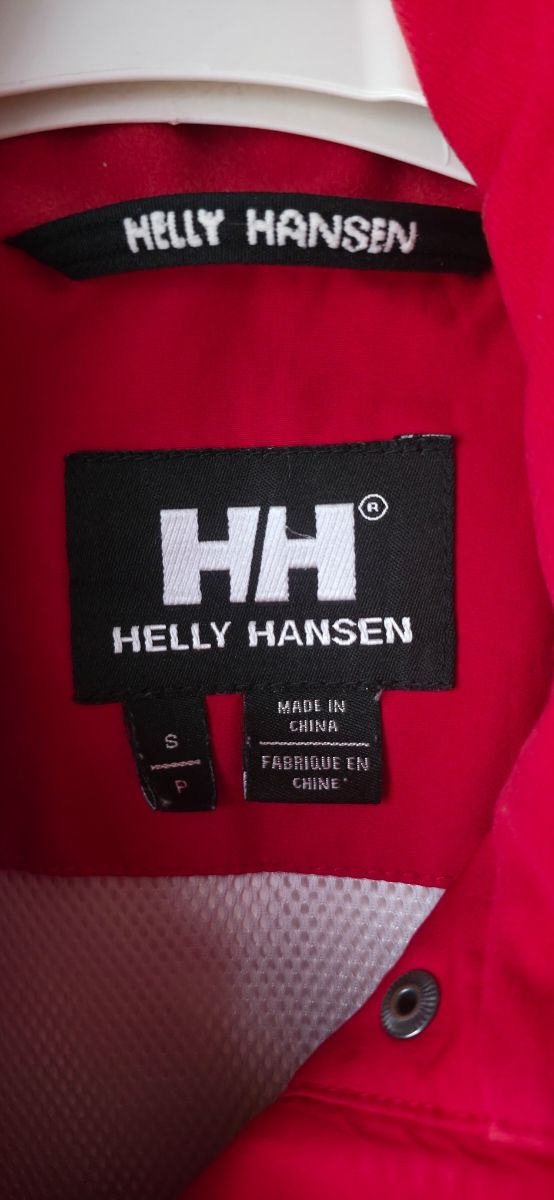 HELLY HANSEN
HH®
HELLY HANSEN
S
P
MADE IN
CHINA
FABRIQUE EN
CHINE